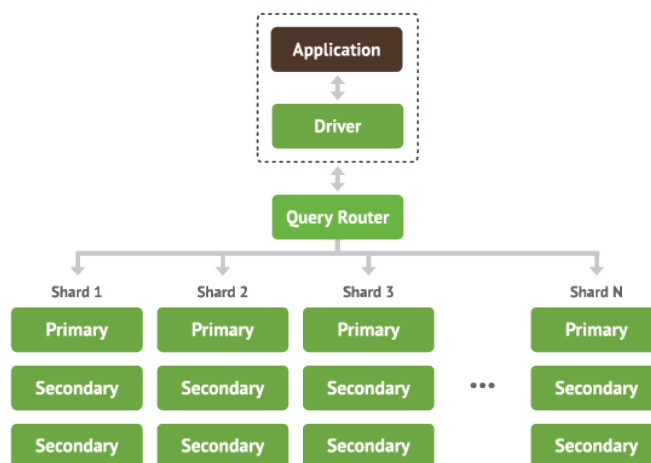 Application
Driver
Query Router
Shard 1 Shard 2 Shard 3 Shard N
Primary Primary Primary Primary
Secondary Secondary Secondary ... Secondary
Secondary Secondary Secondary Secondary